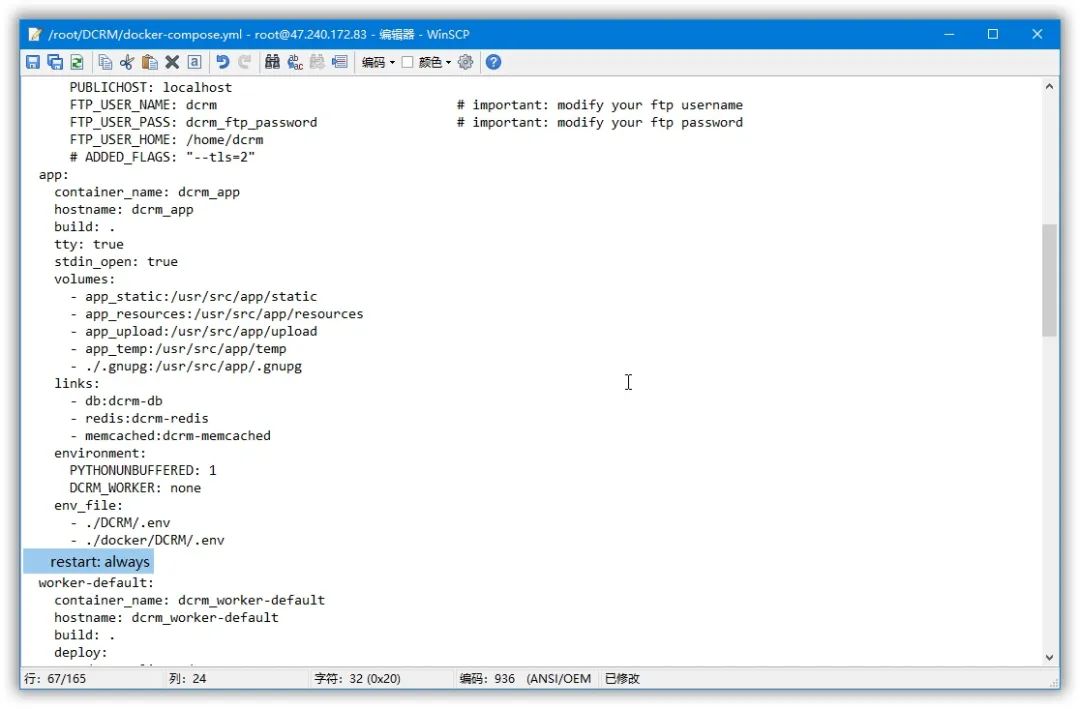 /root/DCRM/docker-compose.yml - root@47.240.172.83 - 编辑器 - WinSCP
编码 颜色
PUBLICHOST: localhost
FTP_USER_NAME: dcrm # important: modify your ftp username
FTP_USER_PASS: dcrm_ftp_password # important: modify your ftp password
FTP_USER_HOME: /home/dcrm
# ADDED_FLAGS: "--tls=2"
app:
container_name: dcrm_app
hostname: dcrm_app
build: .
tty: true
stdin_open: true
volumes:
- app_static:/usr/src/app/static
- app_resources:/usr/src/app/resources
- app_upload:/usr/src/app/upload
- app_temp:/usr/src/app/temp
- ./.gnupg:/usr/src/app/.gnupg
links:
- db:dcrm-db
- redis:dcrm-redis
- memcached:dcrm-memcached
environment:
PYTHONUNBUFFERED: 1
DCRM_WORKER: none
env_file:
- ./DCRM/.env
- ./docker/DCRM/.env
restart: always
worker-default:
container_name: dcrm_worker-default
hostname: dcrm_worker-default
build: .
deploy:
行: 67/165 列: 24 字符: 32 (0x20) 编码: 936 (ANSI/OEM 已修改